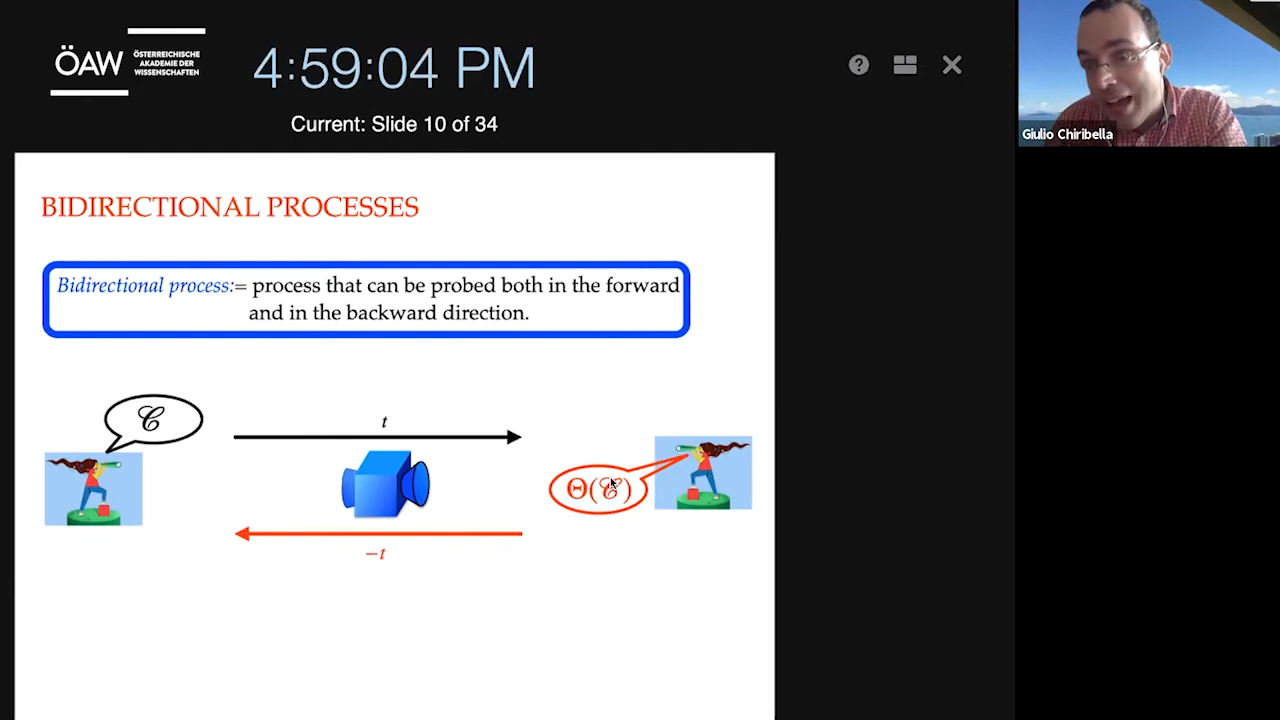 ÖAW
ÖSTERREICHISCHE
AKADEMIE DER
WISSENSCHAFTEN
4:59:04 PM
?
Current: Slide 10 of 34
Giulio Chiribella
BIDIRECTIONAL PROCESSES
Bidirectional process:= process that can be probed both in the forward
and in the backward direction.
𝒞
t
Θ(𝒞)
−t